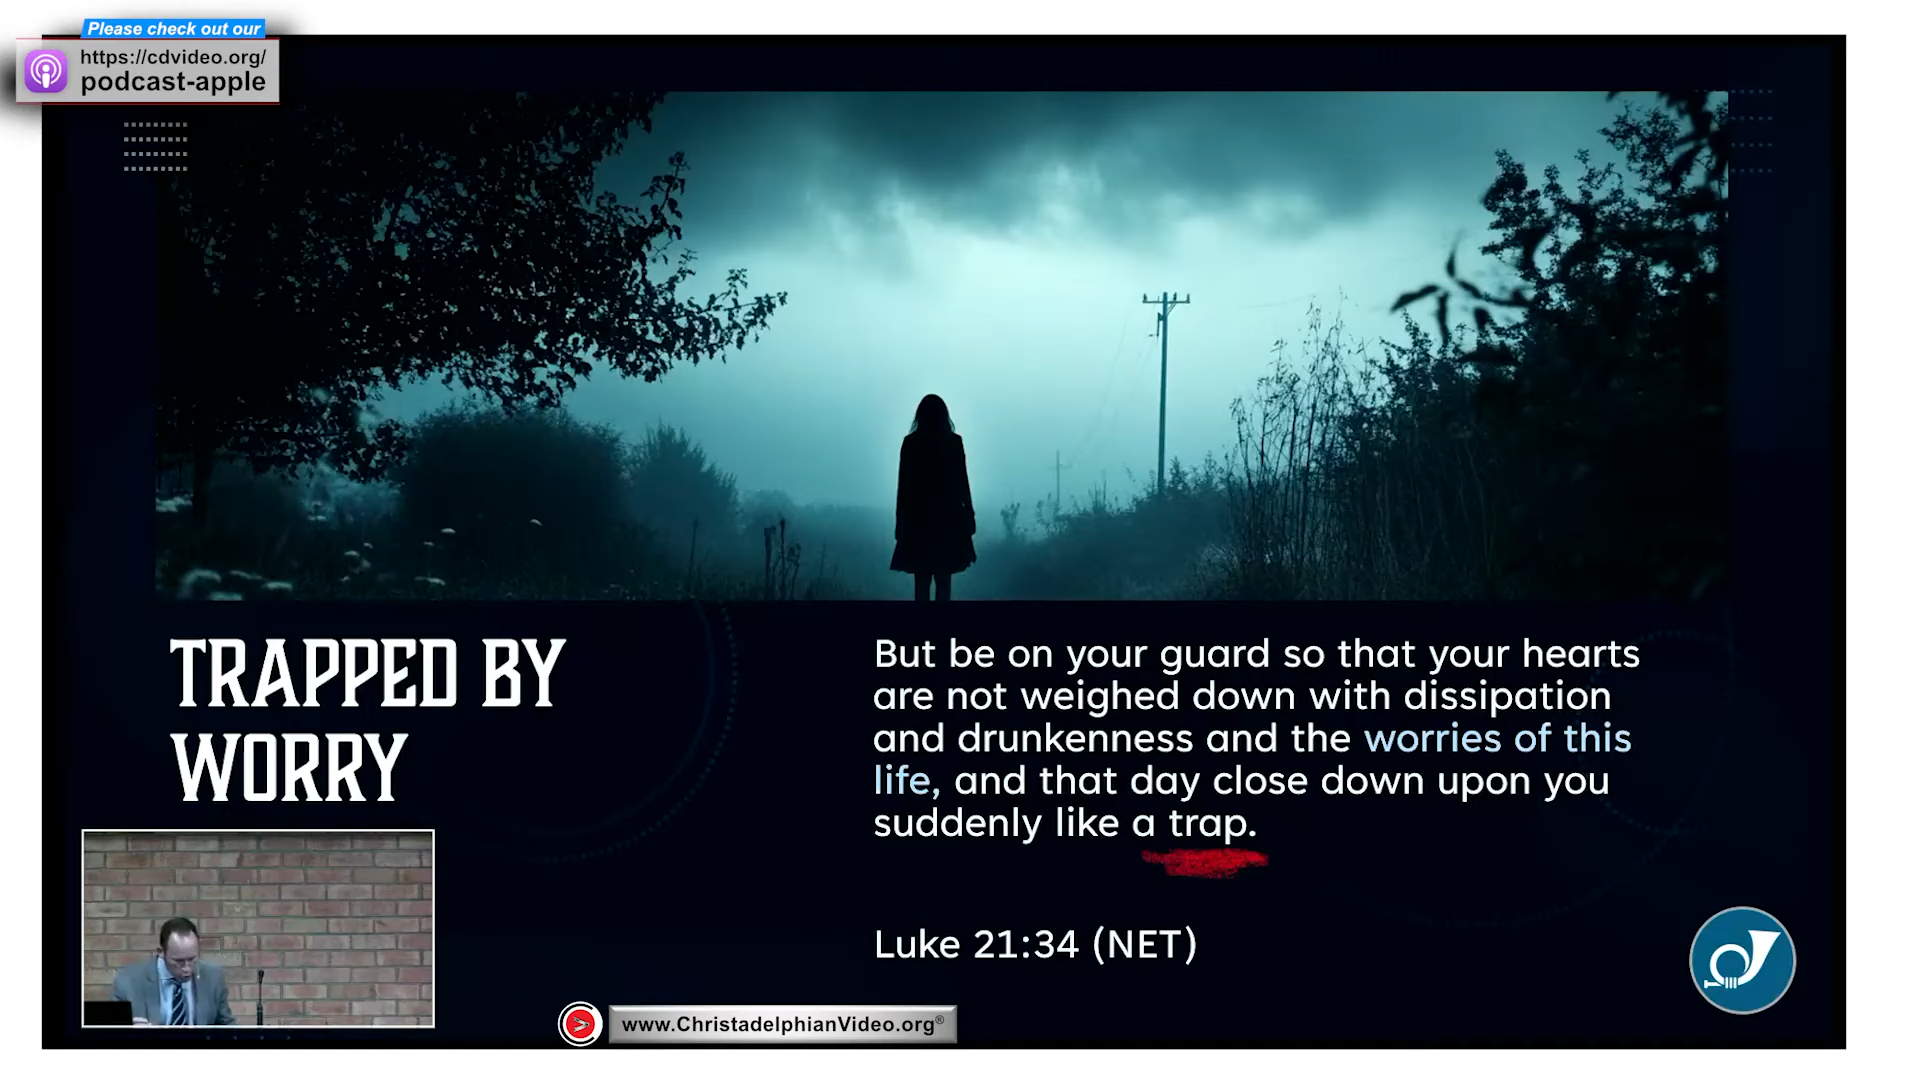 Please check out our
https://cdvideo.org/
podcast-apple
TRAPPED BY
WORRY
But be on your guard so that your hearts
are not weighed down with dissipation
and drunkenness and the worries of this
life, and that day close down upon you
suddenly like a trap.
Luke 21:34 (NET)
www.ChristadelphianVideo.org®